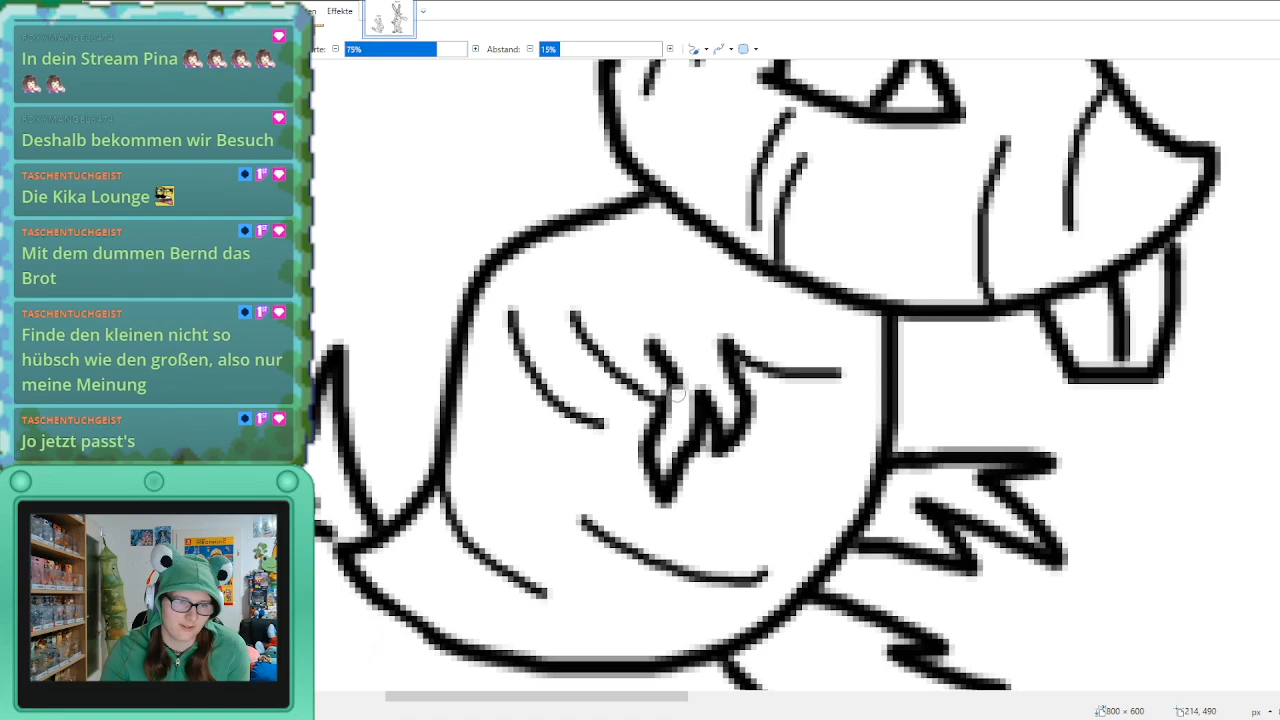 Effekte
rte:
75%
Abstand:
15%
In dein Stream Pina
Deshalb bekommen wir Besuch
TASCHENTUCHGEIST
Die Kika Lounge
TASCHENTUCHGEIST
Mit dem dummen Bernd das
Brot
TASCHENTUCHGEIST
Finde den kleinen nicht so
hübsch wie den großen, also nur
meine Meinung
TASCHENTUCHGEIST
Jo jetzt passt's
800 × 600
214, 490
px